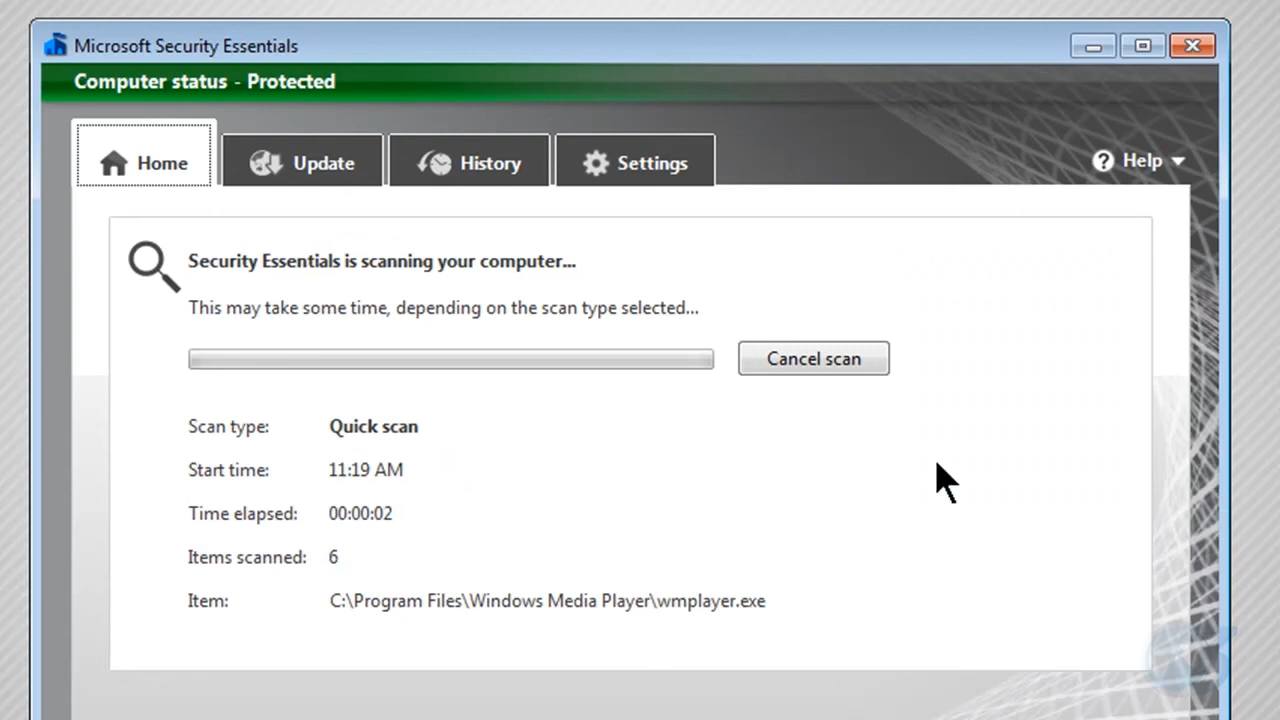 Microsoft Security Essentials
Computer status - Protected
Home
Update
History
Settings
Help
Security Essentials is scanning your computer...
This may take some time, depending on the scan type selected...
Cancel scan
Scan type: Quick scan
Start time: 11:19 AM
Time elapsed: 00:00:02
Items scanned: 6
Item: C:\Program Files\Windows Media Player\wmplayer.exe